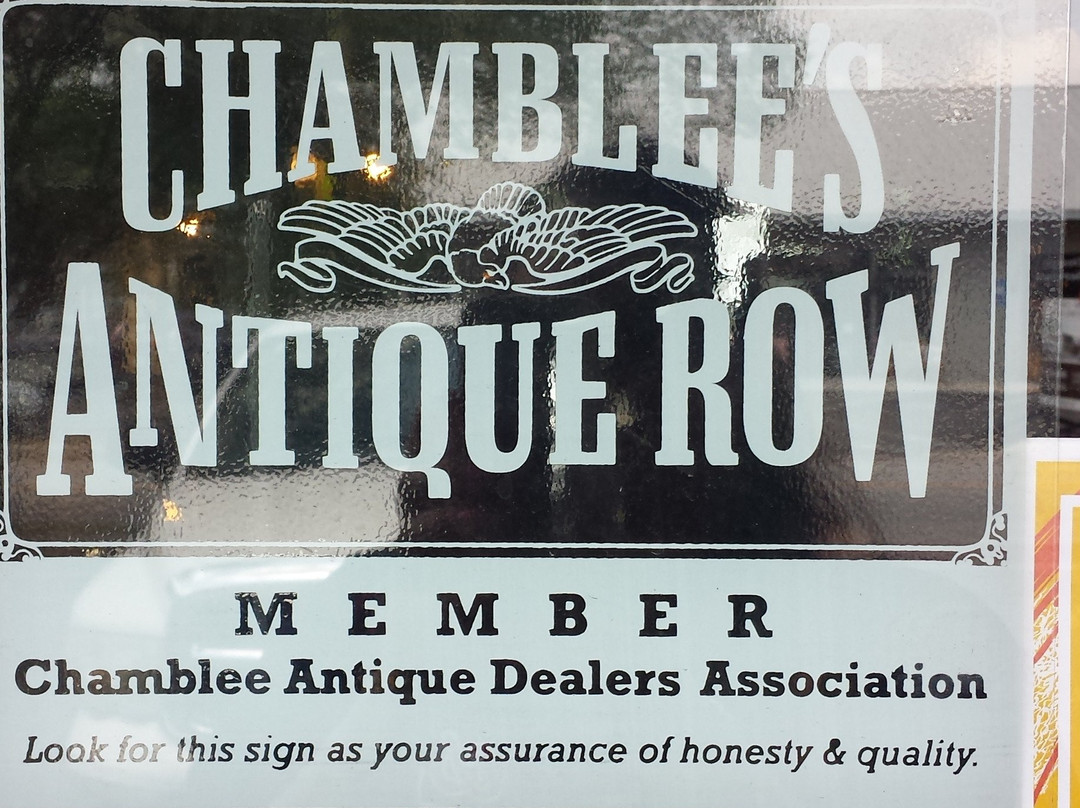 CHAMBLEE'S
ANTIQUE ROW
MEMBER
Chamblee Antique Dealers Association
Look for this sign as your assurance of honesty & quality.